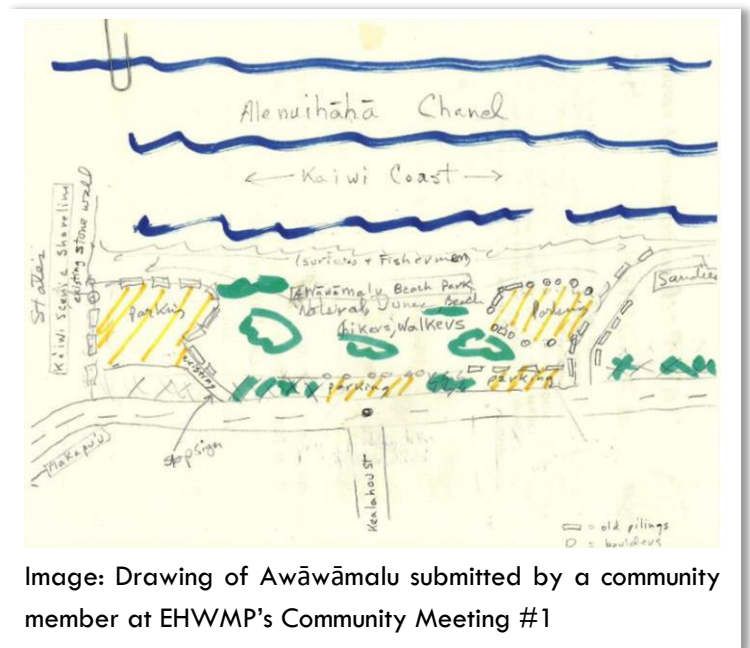 Alenuihāhā Chanel
← Kaiwi Coast →
State's
Kaiwi Scenic Shoreline
existing stone wall
(surfers + Fishermen)
Awāwāmalu Beach Park
Natural Dunes Beach
hikers, walkers
Parking
Parking
Sandies
existing
parking
parking
stop sign
Makapu'u
Kealahou st
= old pilings
= boulders
Image: Drawing of Awāwāmalu submitted by a community
member at EHWMP's Community Meeting #1